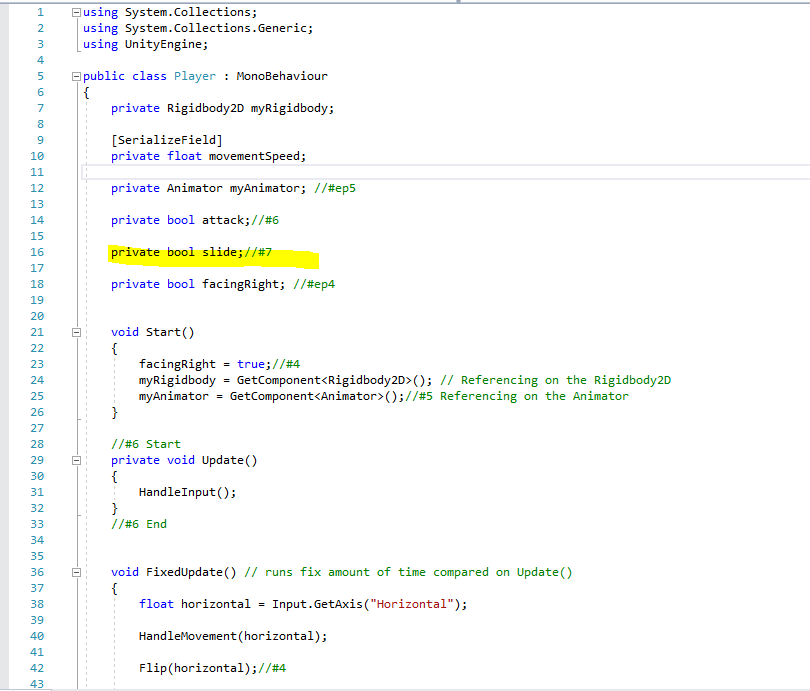 1 using System.Collections;
2 using System.Collections.Generic;
3 using UnityEngine;
4
5 public class Player : MonoBehaviour
6 {
7 private Rigidbody2D myRigidbody;
8
9 [SerializeField]
10 private float movementSpeed;
11
12 private Animator myAnimator; //#ep5
13
14 private bool attack;//#6
15
16 private bool slide;//#7
17
18 private bool facingRight; //#ep4
19
20
21 void Start()
22 {
23 facingRight = true;//#4
24 myRigidbody = GetComponent<Rigidbody2D>(); // Referencing on the Rigidbody2D
25 myAnimator = GetComponent<Animator>();//#5 Referencing on the Animator
26 }
27
28 //#6 Start
29 private void Update()
30 {
31 HandleInput();
32 }
33 //#6 End
34
35
36 void FixedUpdate() // runs fix amount of time compared on Update()
37 {
38 float horizontal = Input.GetAxis("Horizontal");
39
40 HandleMovement(horizontal);
41
42 Flip(horizontal);//#4
43